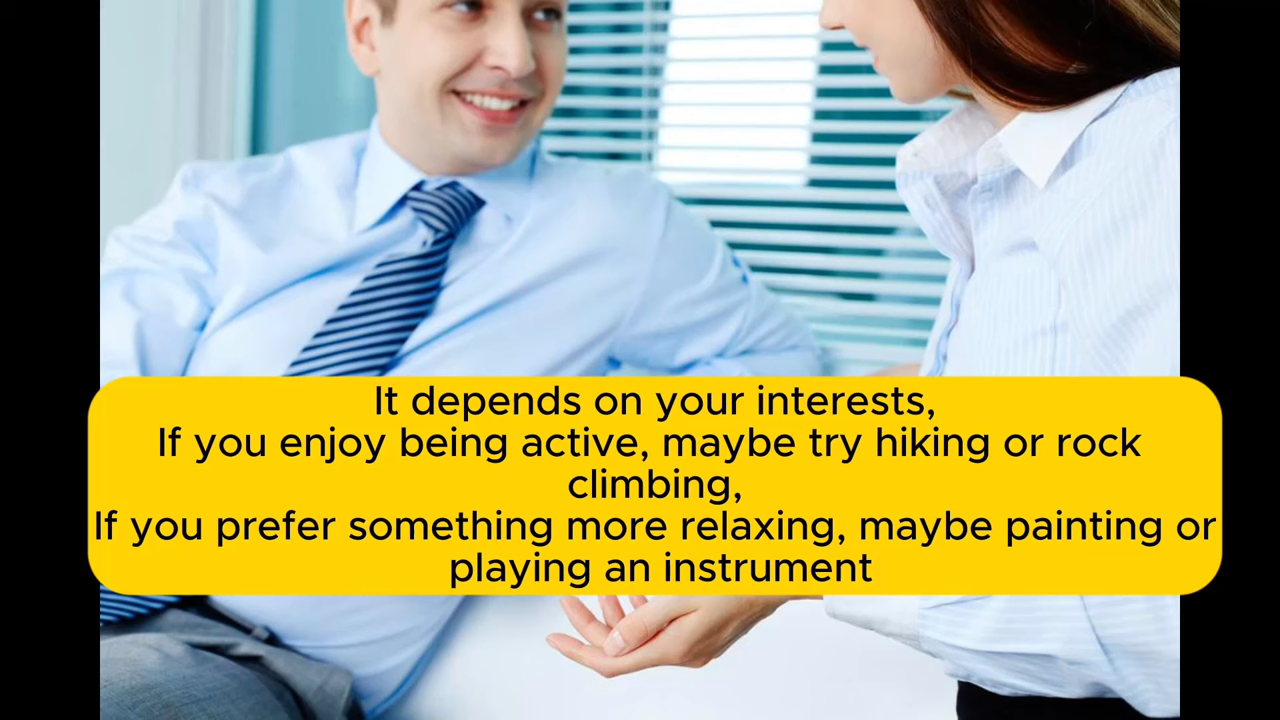 It depends on your interests,
If you enjoy being active, maybe try hiking or rock
climbing,
If you prefer something more relaxing, maybe painting or
playing an instrument